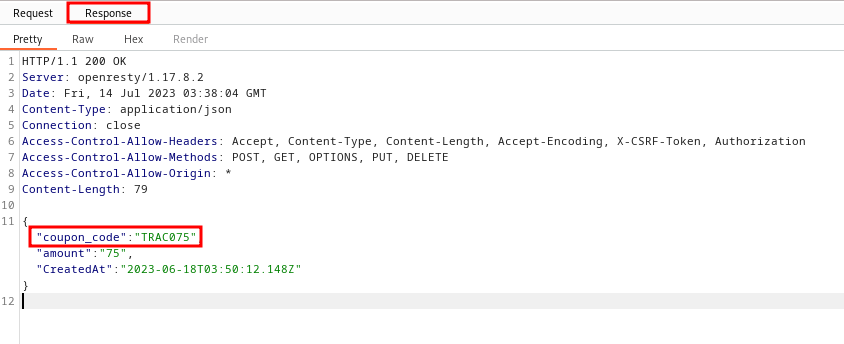 Request Response
Pretty Raw Hex Render
1 HTTP/1.1 200 OK
2 Server: openresty/1.17.8.2
3 Date: Fri, 14 Jul 2023 03:38:04 GMT
4 Content-Type: application/json
5 Connection: close
6 Access-Control-Allow-Headers: Accept, Content-Type, Content-Length, Accept-Encoding, X-CSRF-Token, Authorization
7 Access-Control-Allow-Methods: POST, GET, OPTIONS, PUT, DELETE
8 Access-Control-Allow-Origin: *
9 Content-Length: 79
10
11 {
"coupon_code":"TRAC075"
"amount":"75",
"CreatedAt":"2023-06-18T03:50:12.148Z"
}
12